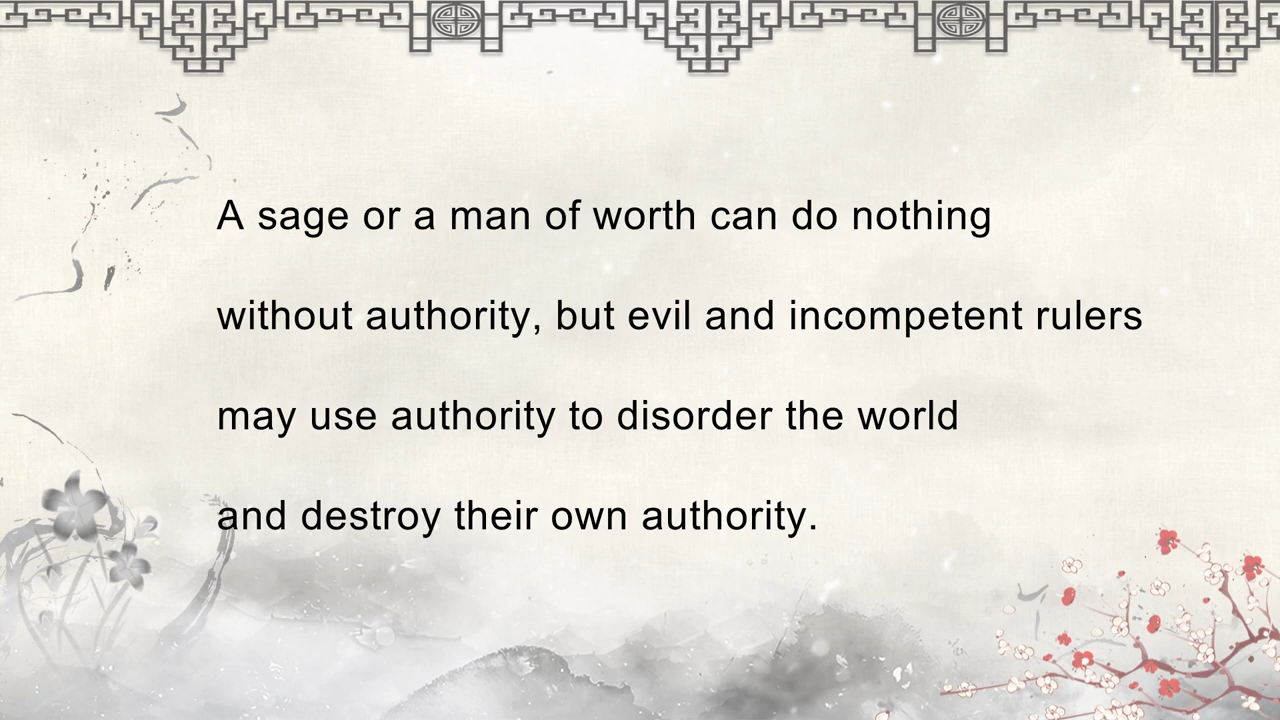 A sage or a man of worth can do nothing
without authority, but evil and incompetent rulers
may use authority to disorder the world
and destroy their own authority.